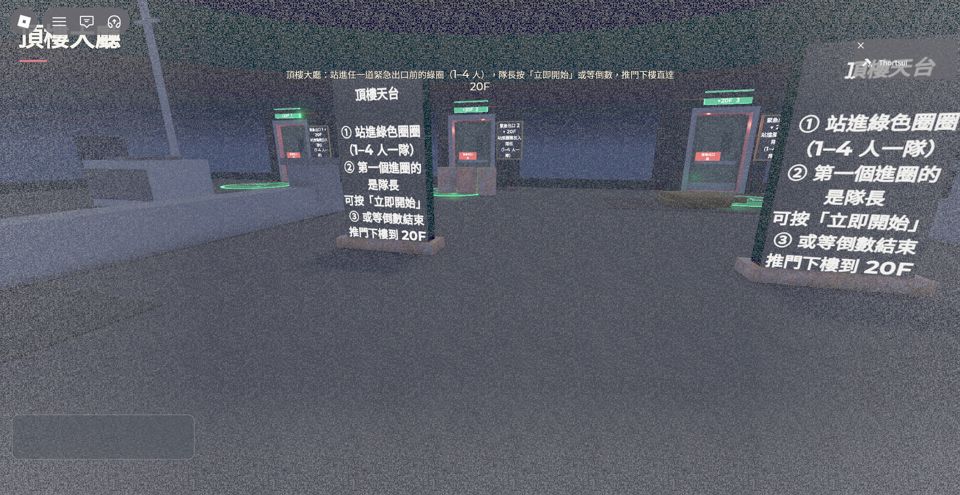 頂樓大廳
頂樓大廳：站進任一道緊急出口前的綠圈（1–4 人），隊長按「立即開始」或等倒數，推門下樓直達
20F
頂樓天台
① 站進綠色圈圈
（1–4 人一隊）
② 第一個進圈的
是隊長
可按「立即開始」
③ 或等倒數結束
推門下樓到 20F
頂樓天台
Thortsui
① 站進綠色圈圈
（1–4 人一隊）
② 第一個進圈的
是隊長
可按「立即開始」
③ 或等倒數結束
推門下樓到 20F
緊急出口 2